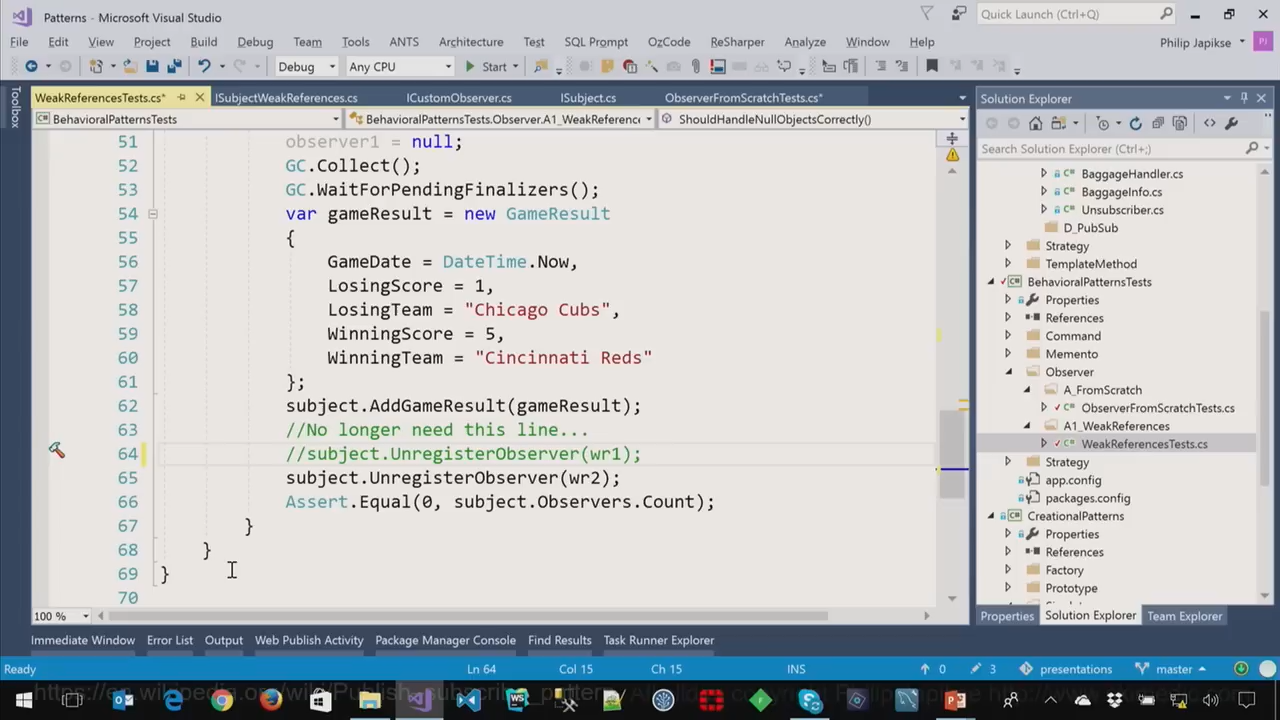 Patterns - Microsoft Visual Studio
Quick Launch (Ctrl+Q)
File Edit View Project Build Debug Team Tools ANTS Architecture Test SQL Prompt OzCode ReSharper Analyze Window Help
Philip Japikse PJ
Debug Any CPU Start
Toolbox
WeakReferencesTests.cs* ISubjectWeakReferences.cs ICustomObserver.cs ISubject.cs ObserverFromScratchTests.cs*
BehavioralPatternsTests BehavioralPatternsTests.Observer.A1_WeakReference ShouldHandleNullObjectsCorrectly()
51 observer1 = null;
52 GC.Collect();
53 GC.WaitForPendingFinalizers();
54 var gameResult = new GameResult
55 {
56 GameDate = DateTime.Now,
57 LosingScore = 1,
58 LosingTeam = "Chicago Cubs",
59 WinningScore = 5,
60 WinningTeam = "Cincinnati Reds"
61 };
62 subject.AddGameResult(gameResult);
63 //No longer need this line...
64 //subject.UnregisterObserver(wr1);
65 subject.UnregisterObserver(wr2);
66 Assert.Equal(0, subject.Observers.Count);
67 }
68 }
69 }
70
100 %
Solution Explorer
Search Solution Explorer (Ctrl+;)
BaggageHandler.cs
BaggageInfo.cs
Unsubscriber.cs
D_PubSub
Strategy
TemplateMethod
BehavioralPatternsTests
Properties
References
Command
Memento
Observer
A_FromScratch
ObserverFromScratchTests.cs
A1_WeakReferences
WeakReferencesTests.cs
Strategy
app.config
packages.config
CreationalPatterns
Properties
References
Factory
Prototype
Properties Solution Explorer Team Explorer
Immediate Window Error List Output Web Publish Activity Package Manager Console Find Results Task Runner Explorer
Ready Ln 64 Col 15 Ch 15 INS 0 3 presentations master